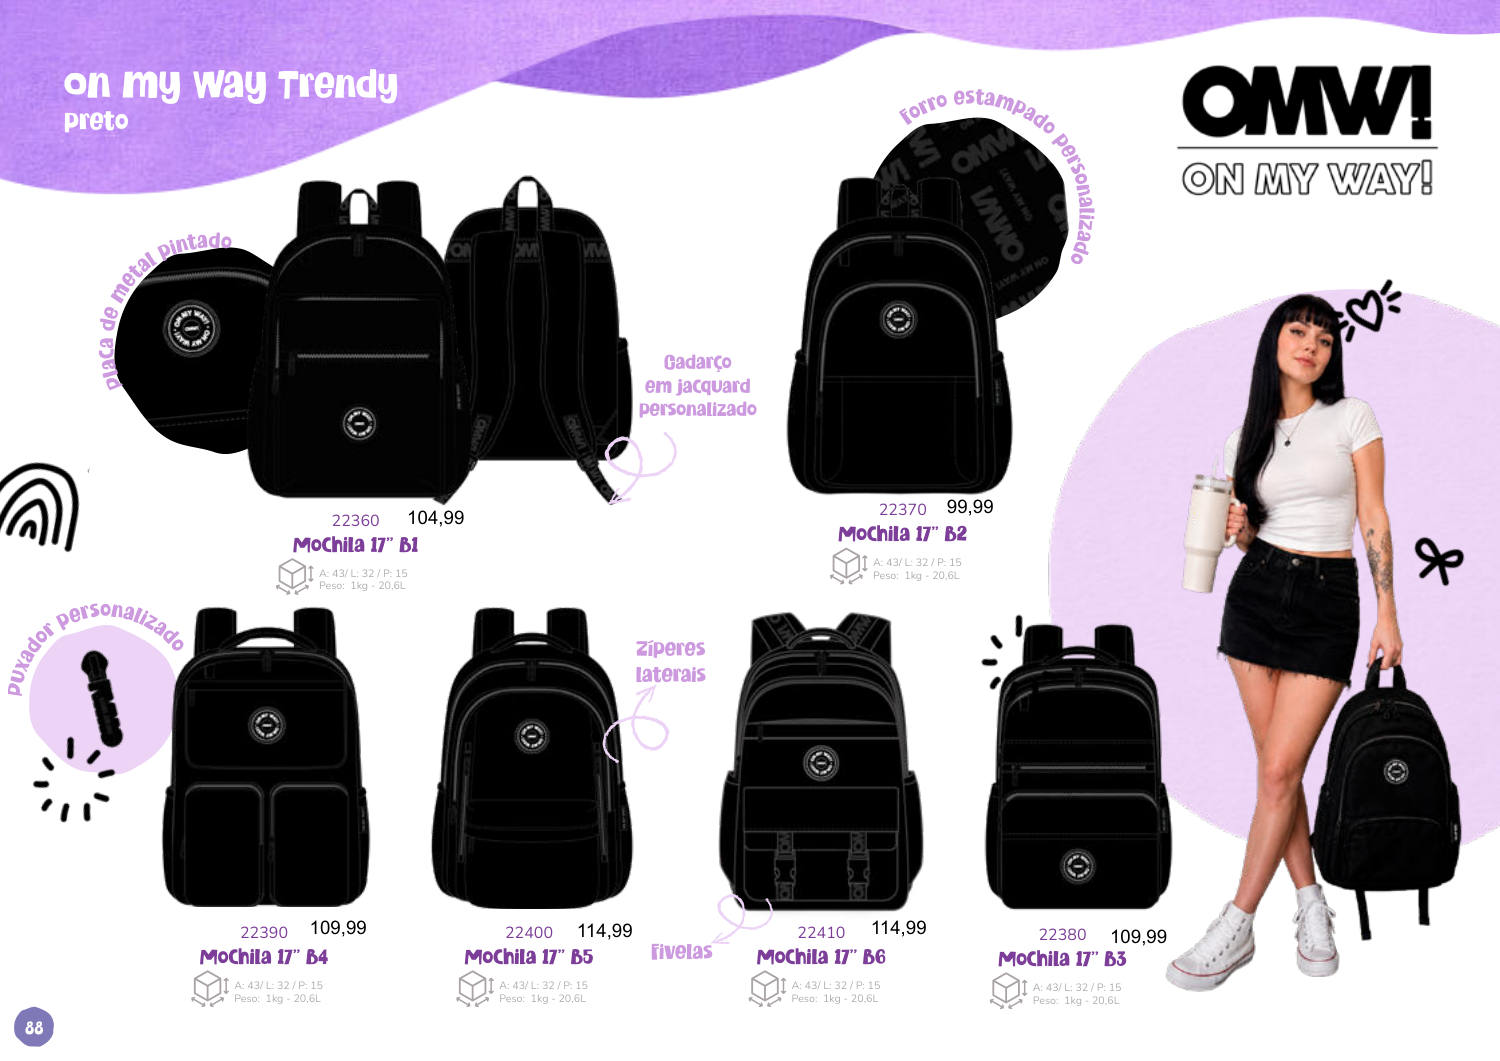 on my way Trendy
preto
OMW!
ON MY WAY!
Forro estampado personalizado
placa de metal pintado
Cadarço
em jacquard
personalizado
22360 104,99
Mochila 17” B1
A: 43/ L: 32 / P: 15
Peso: 1kg - 20,6L
22370 99,99
Mochila 17” B2
A: 43/ L: 32 / P: 15
Peso: 1kg - 20,6L
puxador personalizado
Zíperes
laterais
Fivelas
22390 109,99
Mochila 17” B4
A: 43/ L: 32 / P: 15
Peso: 1kg - 20,6L
22400 114,99
Mochila 17” B5
A: 43/ L: 32 / P: 15
Peso: 1kg - 20,6L
22410 114,99
Mochila 17” B6
A: 43/ L: 32 / P: 15
Peso: 1kg - 20,6L
22380 109,99
Mochila 17” B3
A: 43/ L: 32 / P: 15
Peso: 1kg - 20,6L
88